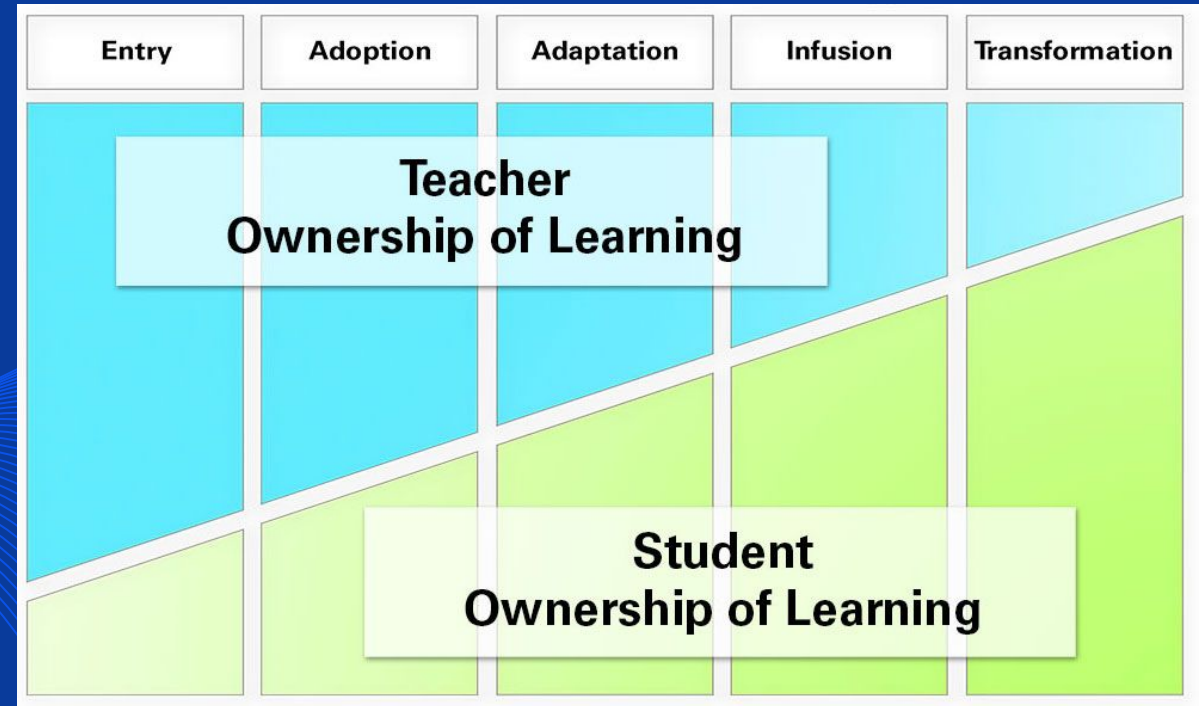 Entry
Adoption
Adaptation
Infusion
Transformation
Teacher
Ownership of Learning
Student
Ownership of Learning